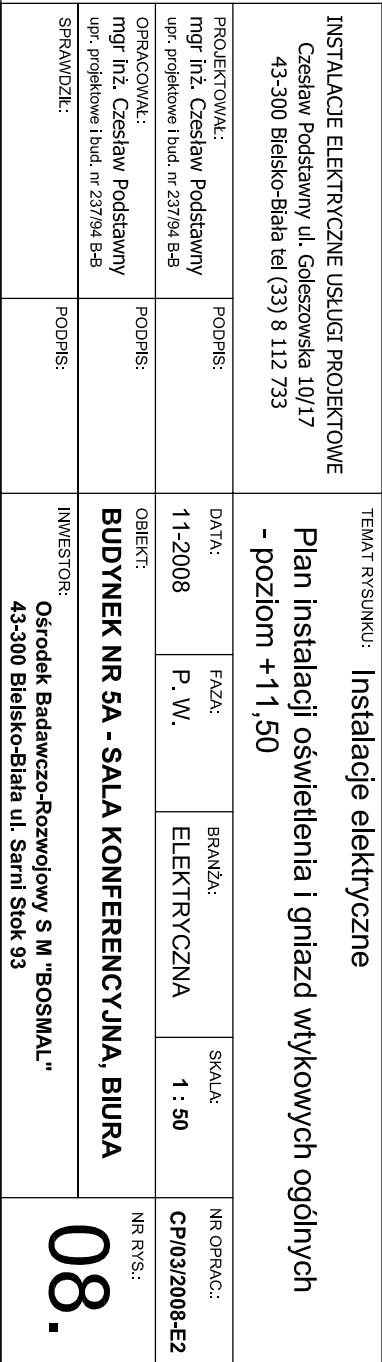 INSTALACJE ELEKTRYCZNE USŁUGI PROJEKTOWE
Czesław Podstawny ul. Goleszowska 10/17
43-300 Bielsko-Biała tel (33) 8 112 733
TEMAT RYSUNKU: Instalacje elektryczne
Plan instalacji oświetlenia i gniazd wtykowych ogólnych
- poziom +11,50
PROJEKTOWAŁ:
mgr inż. Czesław Podstawny
upr. projektowe i bud. nr 237/94 B-B
PODPIS:
DATA:
11-2008
FAZA:
P. W.
BRANŻA:
ELEKTRYCZNA
SKALA:
1 : 50
NR OPRAC.:
CP/03/2008-E2
OPRACOWAŁ:
mgr inż. Czesław Podstawny
upr. projektowe i bud. nr 237/94 B-B
PODPIS:
OBIEKT:
BUDYNEK NR 5A - SALA KONFERENCYJNA, BIURA
NR RYS.:
08.
SPRAWDZIŁ:
PODPIS:
INWESTOR:
Ośrodek Badawczo-Rozwojowy S M "BOSMAL"
43-300 Bielsko-Biała ul. Sarni Stok 93